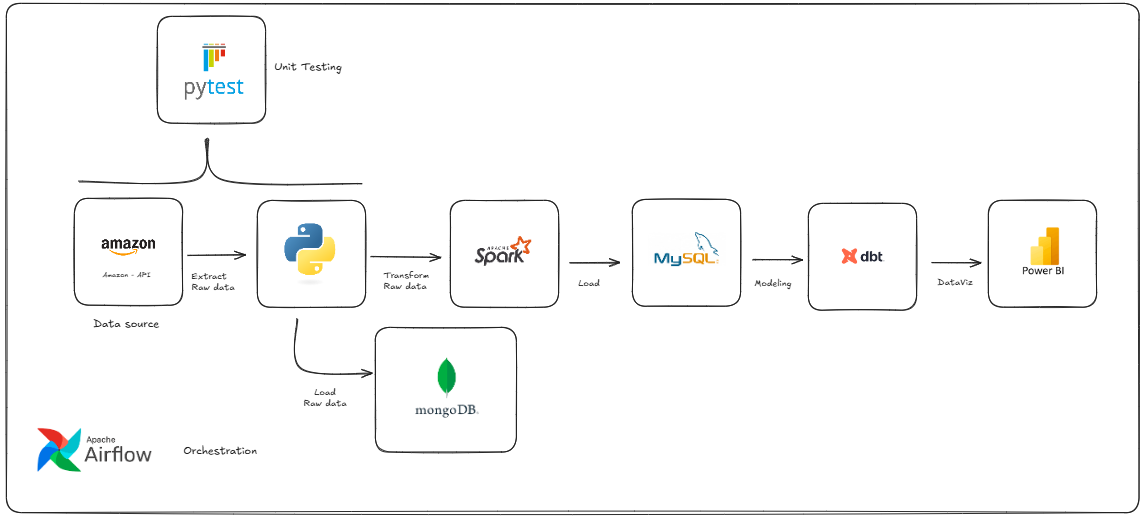 pytest
Unit Testing
amazon
Amazon - API
Data source
Extract
Raw data
Transform
Raw data
APACHE
Spark
Load
MySQL
Modeling
dbt
DataViz
Power BI
Load
Raw data
mongoDB
Apache
Airflow
Orchestration